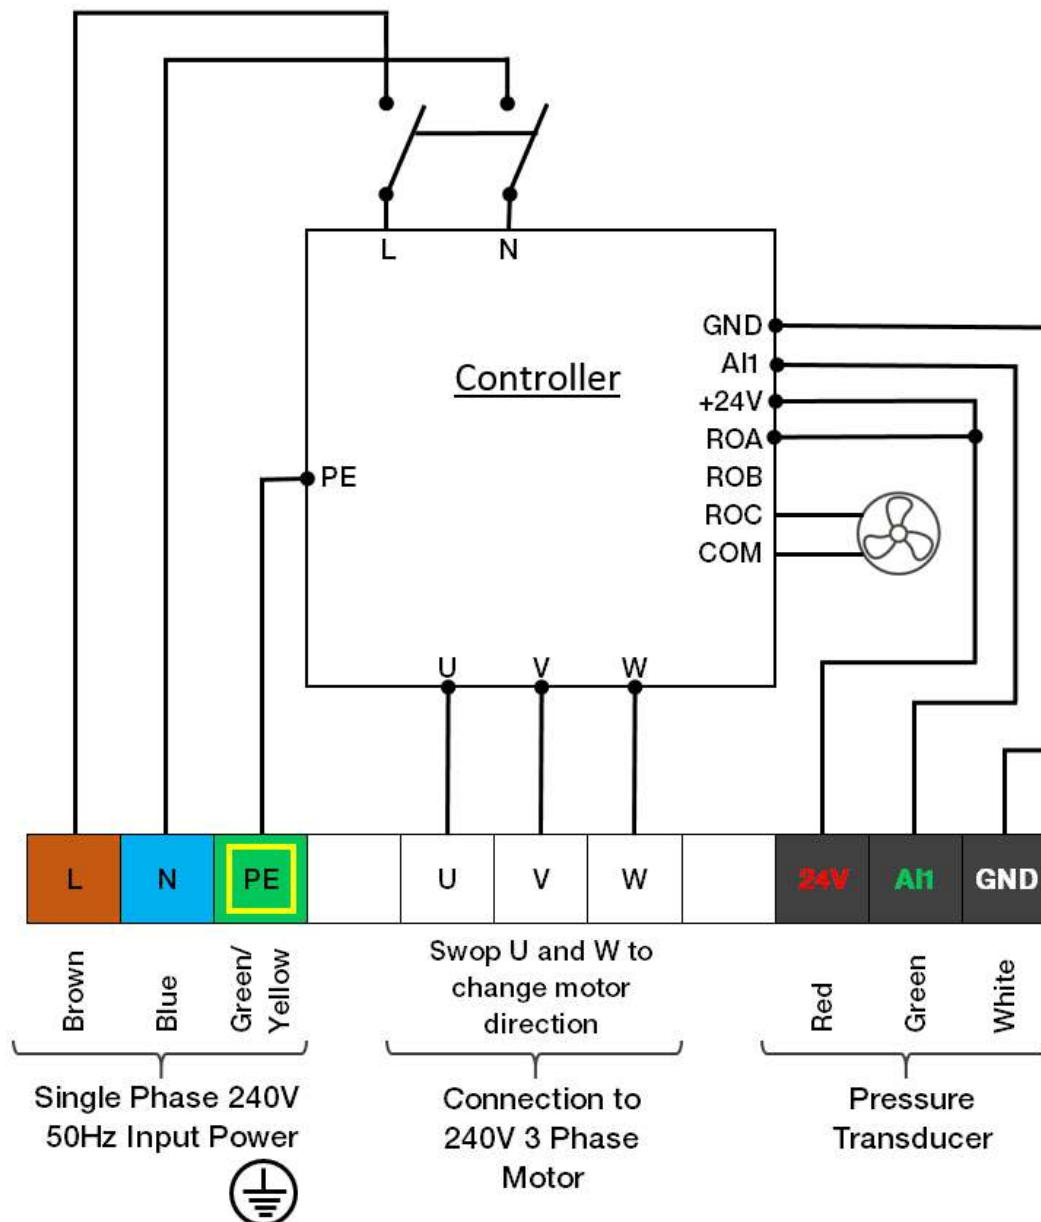 L
N
GND
AI1
+24V
ROA
ROB
ROC
COM
Controller
PE
U
V
W
L
N
PE
U
V
W
24V
AI1
GND
Brown
Blue
Green/
Yellow
Swop U and W to
change motor
direction
Red
Green
White
Single Phase 240V
50Hz Input Power
Connection to
240V 3 Phase
Motor
Pressure
Transducer